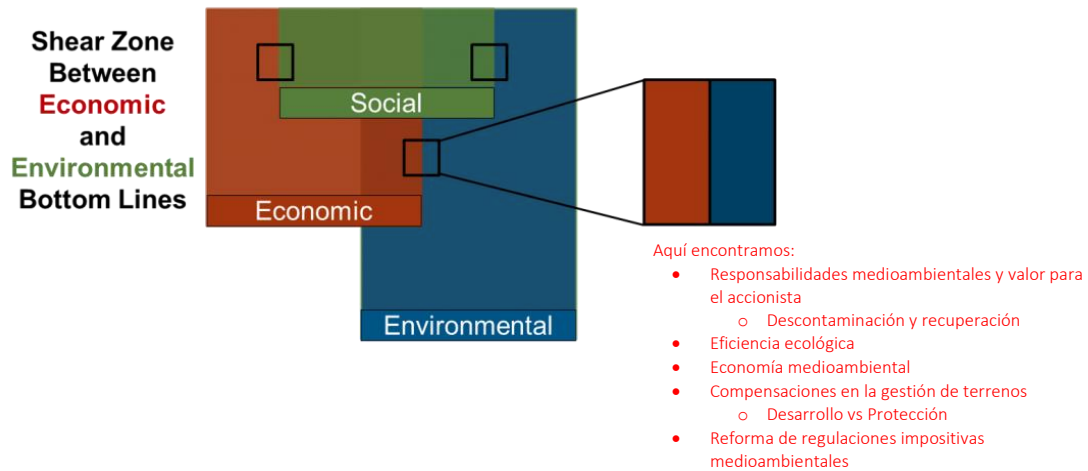 Shear Zone
Between
Economic
and
Environmental
Bottom Lines
Social
Economic
Environmental
Aquí encontramos:
• Responsabilidades medioambientales y valor para
el accionista
o Descontaminación y recuperación
• Eficiencia ecológica
• Economía medioambiental
• Compensaciones en la gestión de terrenos
o Desarrollo vs Protección
• Reforma de regulaciones impositivas
medioambientales